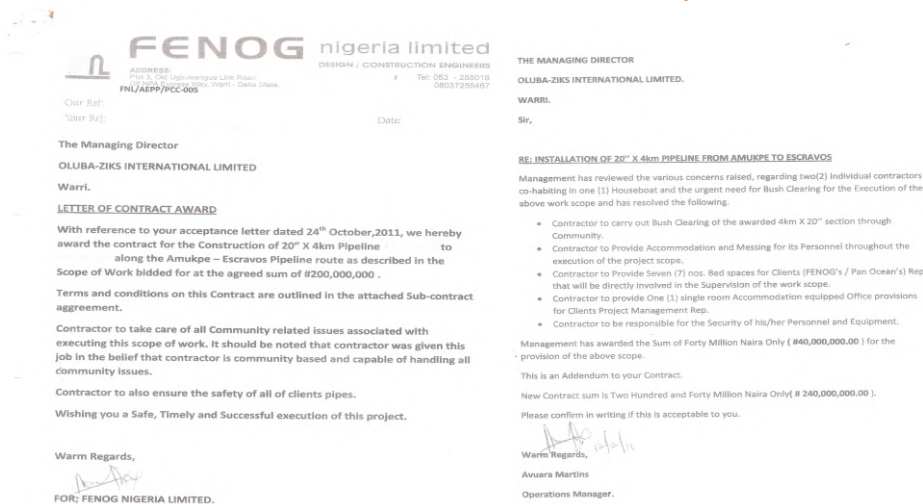 FENOG nigeria limited
DESIGN / CONSTRUCTION ENGINEERS
ADDRESS:
Plot 3, Old Ugbuwangue Link Road
Off NPA Express Way, Warri - Delta State.
Tel: 053 - 255018
08037255467
FNL/AEPP/PCC-005
Our Ref:
Your Ref:
Date:
The Managing Director
OLUBA-ZIKS INTERNATIONAL LIMITED
Warri.
LETTER OF CONTRACT AWARD
With reference to your acceptance letter dated 24th October,2011, we hereby
award the contract for the Construction of 20" X 4km Pipeline to
along the Amukpe – Escravos Pipeline route as described in the
Scope of Work bidded for at the agreed sum of #200,000,000 .
Terms and conditions on this Contract are outlined in the attached Sub-contract
aggreement.
Contractor to take care of all Community related issues associated with
executing this scope of work. It should be noted that contractor was given this
job in the belief that contractor is community based and capable of handling all
community issues.
Contractor to also ensure the safety of all of clients pipes.
Wishing you a Safe, Timely and Successful execution of this project.
Warm Regards,
FOR; FENOG NIGERIA LIMITED.
THE MANAGING DIRECTOR
OLUBA-ZIKS INTERNATIONAL LIMITED.
WARRI.
Sir,
RE: INSTALLATION OF 20" X 4km PIPELINE FROM AMUKPE TO ESCRAVOS
Management has reviewed the various concerns raised, regarding two(2) Individual contractors
co-habiting in one (1) Houseboat and the urgent need for Bush Clearing for the Execution of the
above work scope and has resolved the following.
• Contractor to carry out Bush Clearing of the awarded 4km X 20" section through
Community.
• Contractor to Provide Accommodation and Messing for its Personnel throughout the
execution of the project scope.
• Contractor to Provide Seven (7) nos. Bed spaces for Clients (FENOG's / Pan Ocean's) Rep
that will be directly involved in the Supervision of the work scope.
• Contractor to provide One (1) single room Accommodation equipped Office provisions
for Clients Project Management Rep.
• Contractor to be responsible for the Security of his/her Personnel and Equipment.
Management has awarded the Sum of Forty Million Naira Only ( #40,000,000.00 ) for the
provision of the above scope.
This is an Addendum to your Contract.
New Contract sum is Two Hundred and Forty Million Naira Only( # 240,000,000.00 ).
Please confirm in writing if this is acceptable to you.
Warm Regards,
Avuara Martins
Operations Manager.